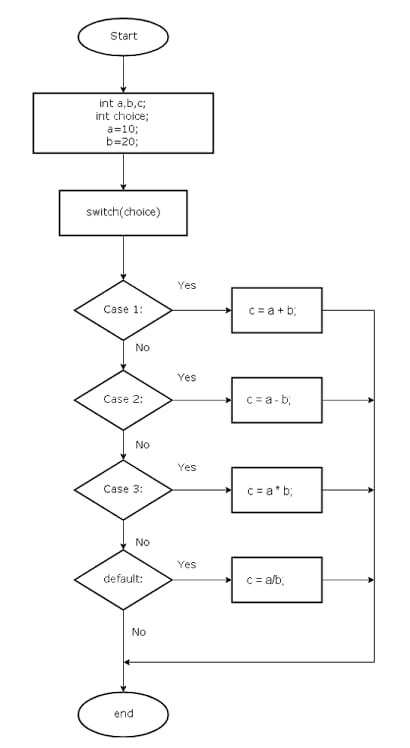 Start
int a,b,c;
int choice;
a=10;
b=20;
switch(choice)
Case 1:
Yes
c = a + b;
No
Case 2:
Yes
c = a - b;
No
Case 3:
Yes
c = a * b;
No
default:
Yes
c = a/b;
No
end